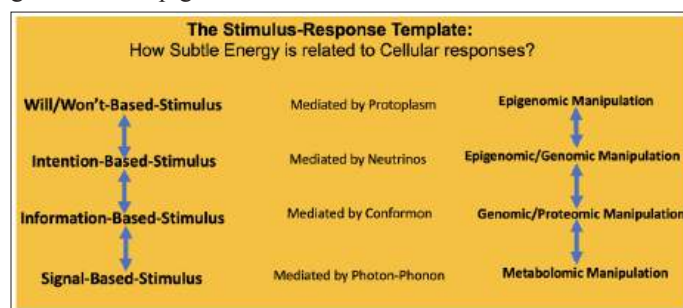 The Stimulus-Response Template:
How Subtle Energy is related to Cellular responses?
Will/Won't-Based-Stimulus Mediated by Protoplasm Epigenomic Manipulation
Intention-Based-Stimulus Mediated by Neutrinos Epigenomic/Genomic Manipulation
Information-Based-Stimulus Mediated by Conformon Genomic/Proteomic Manipulation
Signal-Based-Stimulus Mediated by Photon-Phonon Metabolomic Manipulation